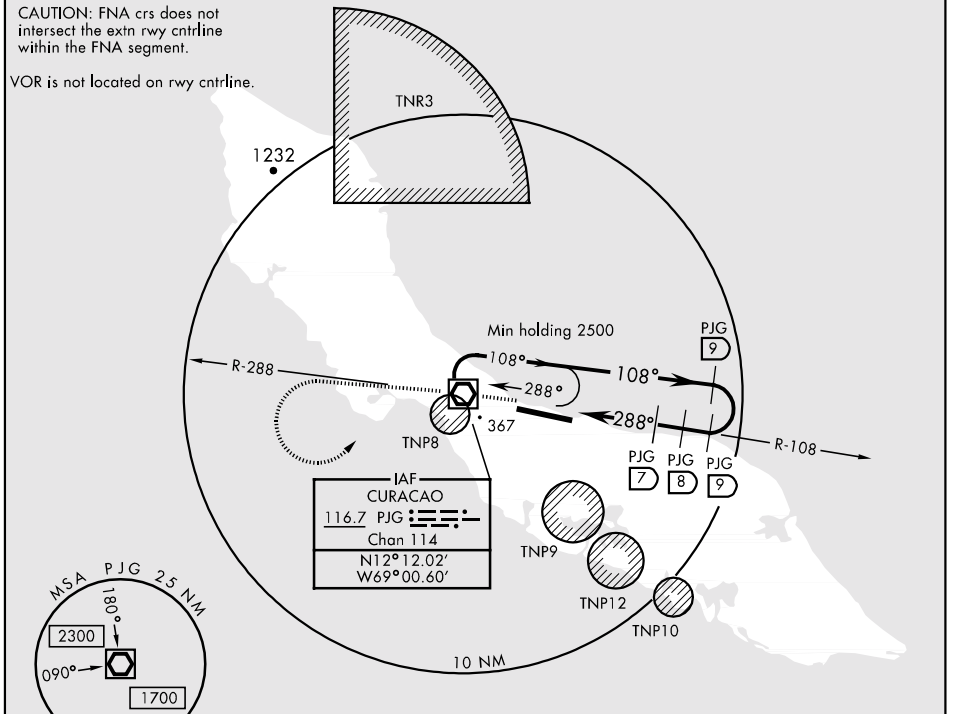 CAUTION: FNA crs does not
intersect the extn rwy cntrline
within the FNA segment.
VOR is not located on rwy cntrline.
TNR3
1232
Min holding 2500
PJG
9
108°
108°
R-288
288°
288°
367
TNP8
R-108
PJG
7
PJG
8
PJG
9
IAF
CURACAO
116.7 PJG
Chan 114
N12° 12.02'
W69° 00.60'
TNP9
TNP12
TNP10
10 NM
MSA PJG 25 NM
180°
2300
090°
1700